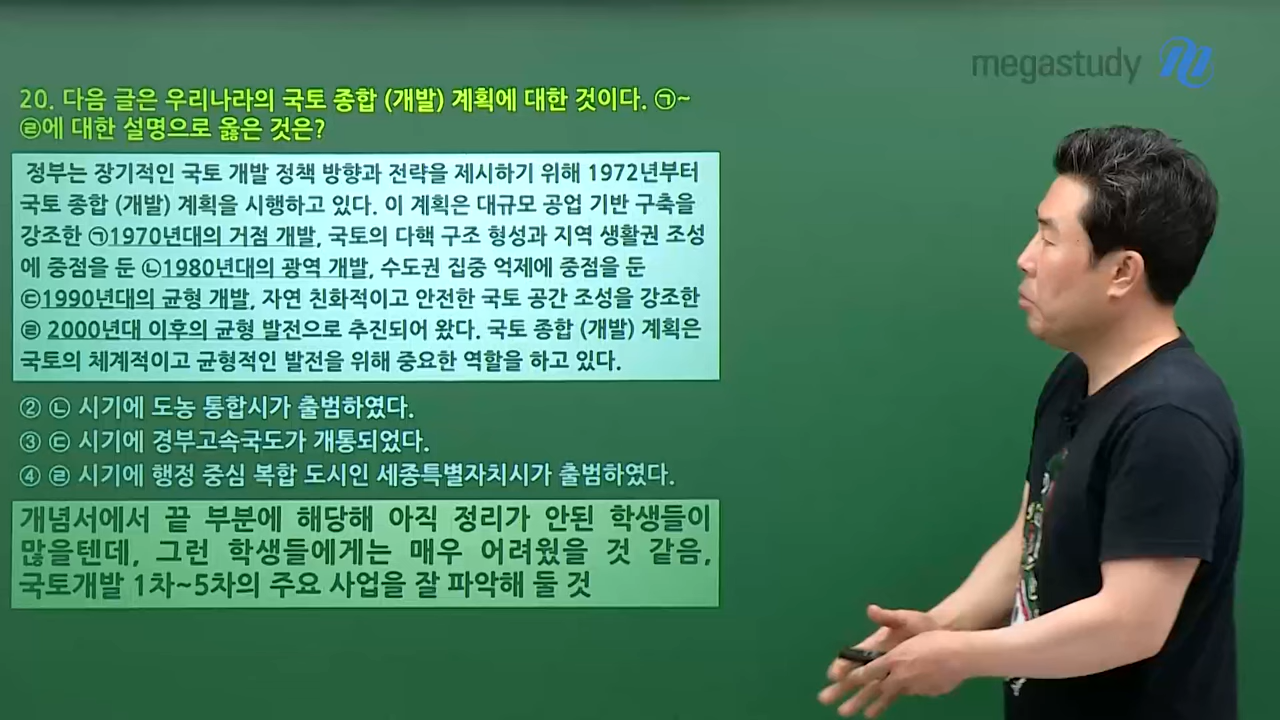 megastudy
20. 다음 글은 우리나라의 국토 종합 (개발) 계획에 대한 것이다. ㉠~
㉣에 대한 설명으로 옳은 것은?
정부는 장기적인 국토 개발 정책 방향과 전략을 제시하기 위해 1972년부터
국토 종합 (개발) 계획을 시행하고 있다. 이 계획은 대규모 공업 기반 구축을
강조한 ㉠1970년대의 거점 개발, 국토의 다핵 구조 형성과 지역 생활권 조성
에 중점을 둔 ㉡1980년대의 광역 개발, 수도권 집중 억제에 중점을 둔
㉢1990년대의 균형 개발, 자연 친화적이고 안전한 국토 공간 조성을 강조한
㉣ 2000년대 이후의 균형 발전으로 추진되어 왔다. 국토 종합 (개발) 계획은
국토의 체계적이고 균형적인 발전을 위해 중요한 역할을 하고 있다.
② ㉡ 시기에 도농 통합시가 출범하였다.
③ ㉢ 시기에 경부고속국도가 개통되었다.
④ ㉣ 시기에 행정 중심 복합 도시인 세종특별자치시가 출범하였다.
개념서에서 끝 부분에 해당해 아직 정리가 안된 학생들이
많을텐데, 그런 학생들에게는 매우 어려웠을 것 같음,
국토개발 1차~5차의 주요 사업을 잘 파악해 둘 것